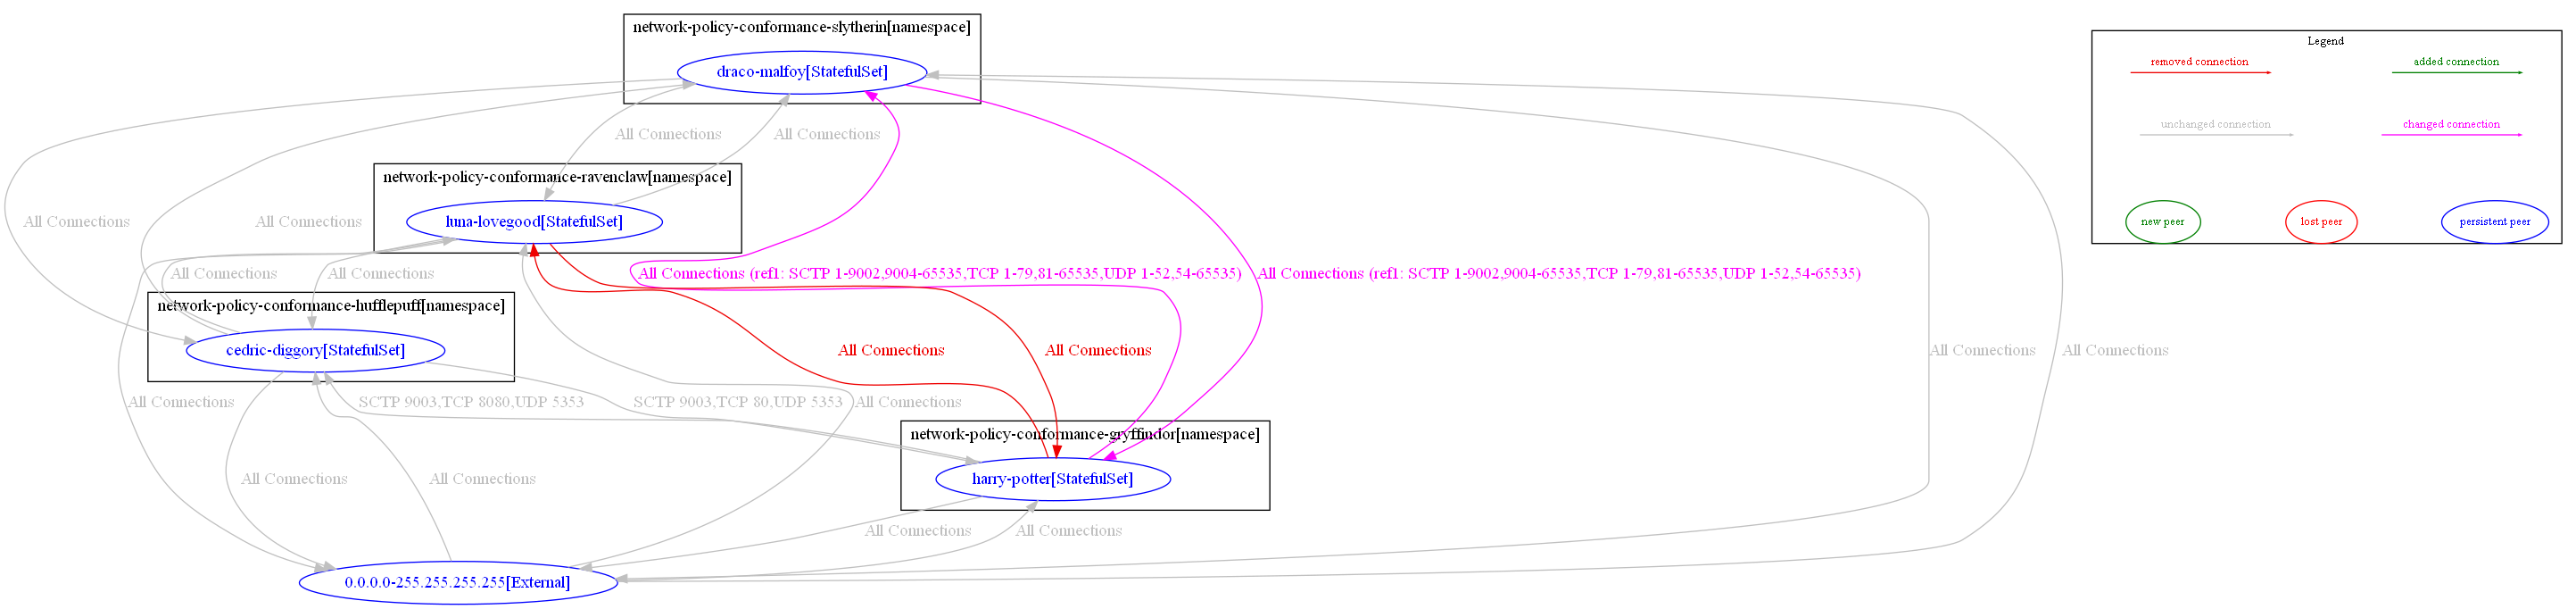 network-policy-conformance-slytherin[namespace]
draco-malfoy[StatefulSet]
Legend
removed connection
added connection
unchanged connection
changed connection
new peer
lost peer
persistent peer
All Connections
All Connections
network-policy-conformance-ravenclaw[namespace]
luna-lovegood[StatefulSet]
All Connections
All Connections
All Connections
All Connections
All Connections (ref1: SCTP 1-9002,9004-65535,TCP 1-79,81-65535,UDP 1-52,54-65535)
All Connections (ref1: SCTP 1-9002,9004-65535,TCP 1-79,81-65535,UDP 1-52,54-65535)
network-policy-conformance-hufflepuff[namespace]
cedric-diggory[StatefulSet]
All Connections
All Connections
All Connections
All Connections
All Connections
SCTP 9003,TCP 8080,UDP 5353
SCTP 9003,TCP 80,UDP 5353
All Connections
network-policy-conformance-gryffindor[namespace]
harry-potter[StatefulSet]
All Connections
All Connections
All Connections
All Connections
0.0.0.0-255.255.255.255[External]